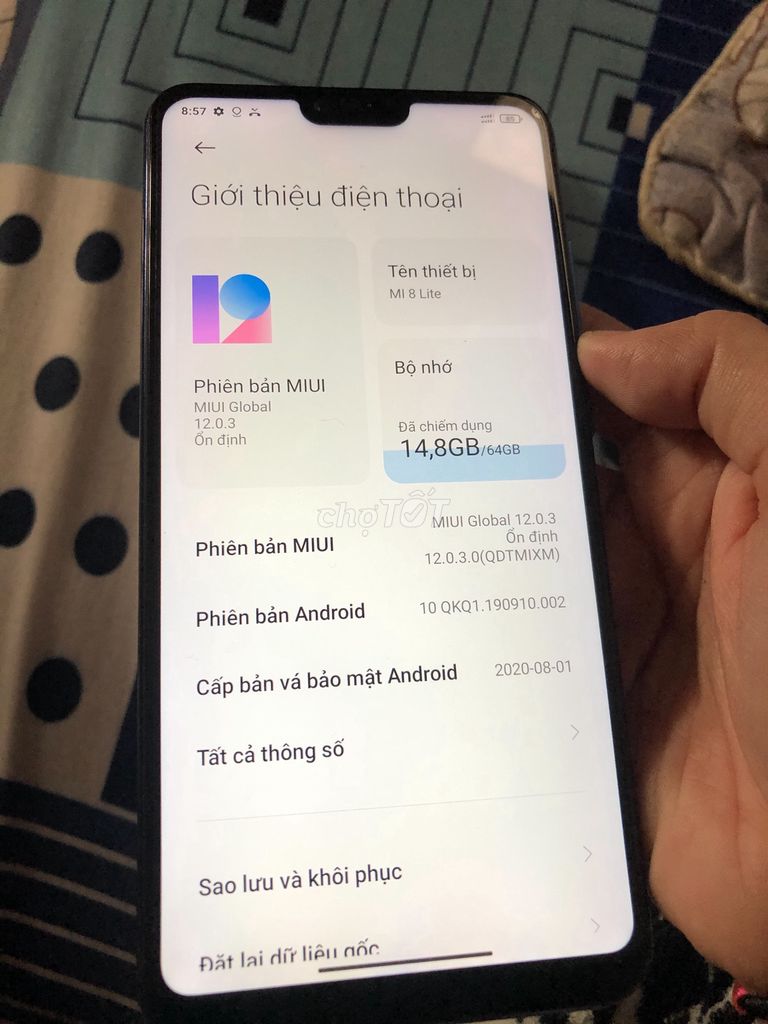 8:57
85
Giới thiệu điện thoại
Tên thiết bị
MI 8 Lite
Phiên bản MIUI
MIUI Global
12.0.3
Ổn định
Bộ nhớ
Đã chiếm dụng
14,8GB/64GB
chợTỐT
Phiên bản MIUI
MIUI Global 12.0.3
Ổn định
12.0.3.0(QDTMIXM)
Phiên bản Android
10 QKQ1.190910.002
Cấp bản vá bảo mật Android
2020-08-01
Tất cả thông số
Sao lưu và khôi phục
Đặt lại dữ liệu gốc